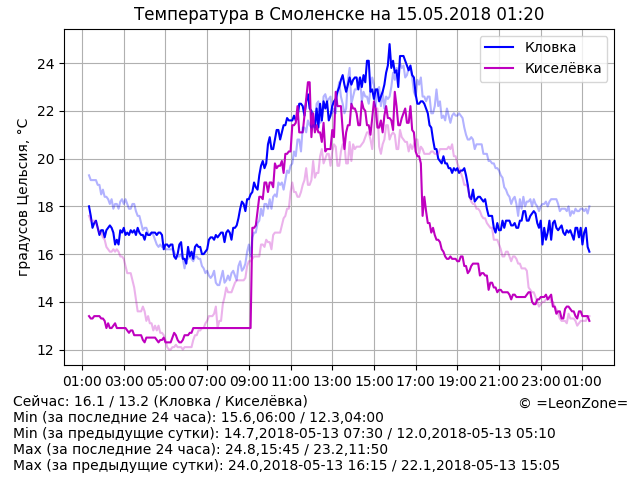 Температура в Смоленске на 15.05.2018 01:20
Кловка
Киселёвка
градусов Цельсия, °C
24
22
20
18
16
14
12
01:00 03:00 05:00 07:00 09:00 11:00 13:00 15:00 17:00 19:00 21:00 23:00 01:00
Сейчас: 16.1 / 13.2 (Кловка / Киселёвка)
© =LeonZone=
Min (за последние 24 часа): 15.6,06:00 / 12.3,04:00
Min (за предыдущие сутки): 14.7,2018-05-13 07:30 / 12.0,2018-05-13 05:10
Max (за последние 24 часа): 24.8,15:45 / 23.2,11:50
Max (за предыдущие сутки): 24.0,2018-05-13 16:15 / 22.1,2018-05-13 15:05